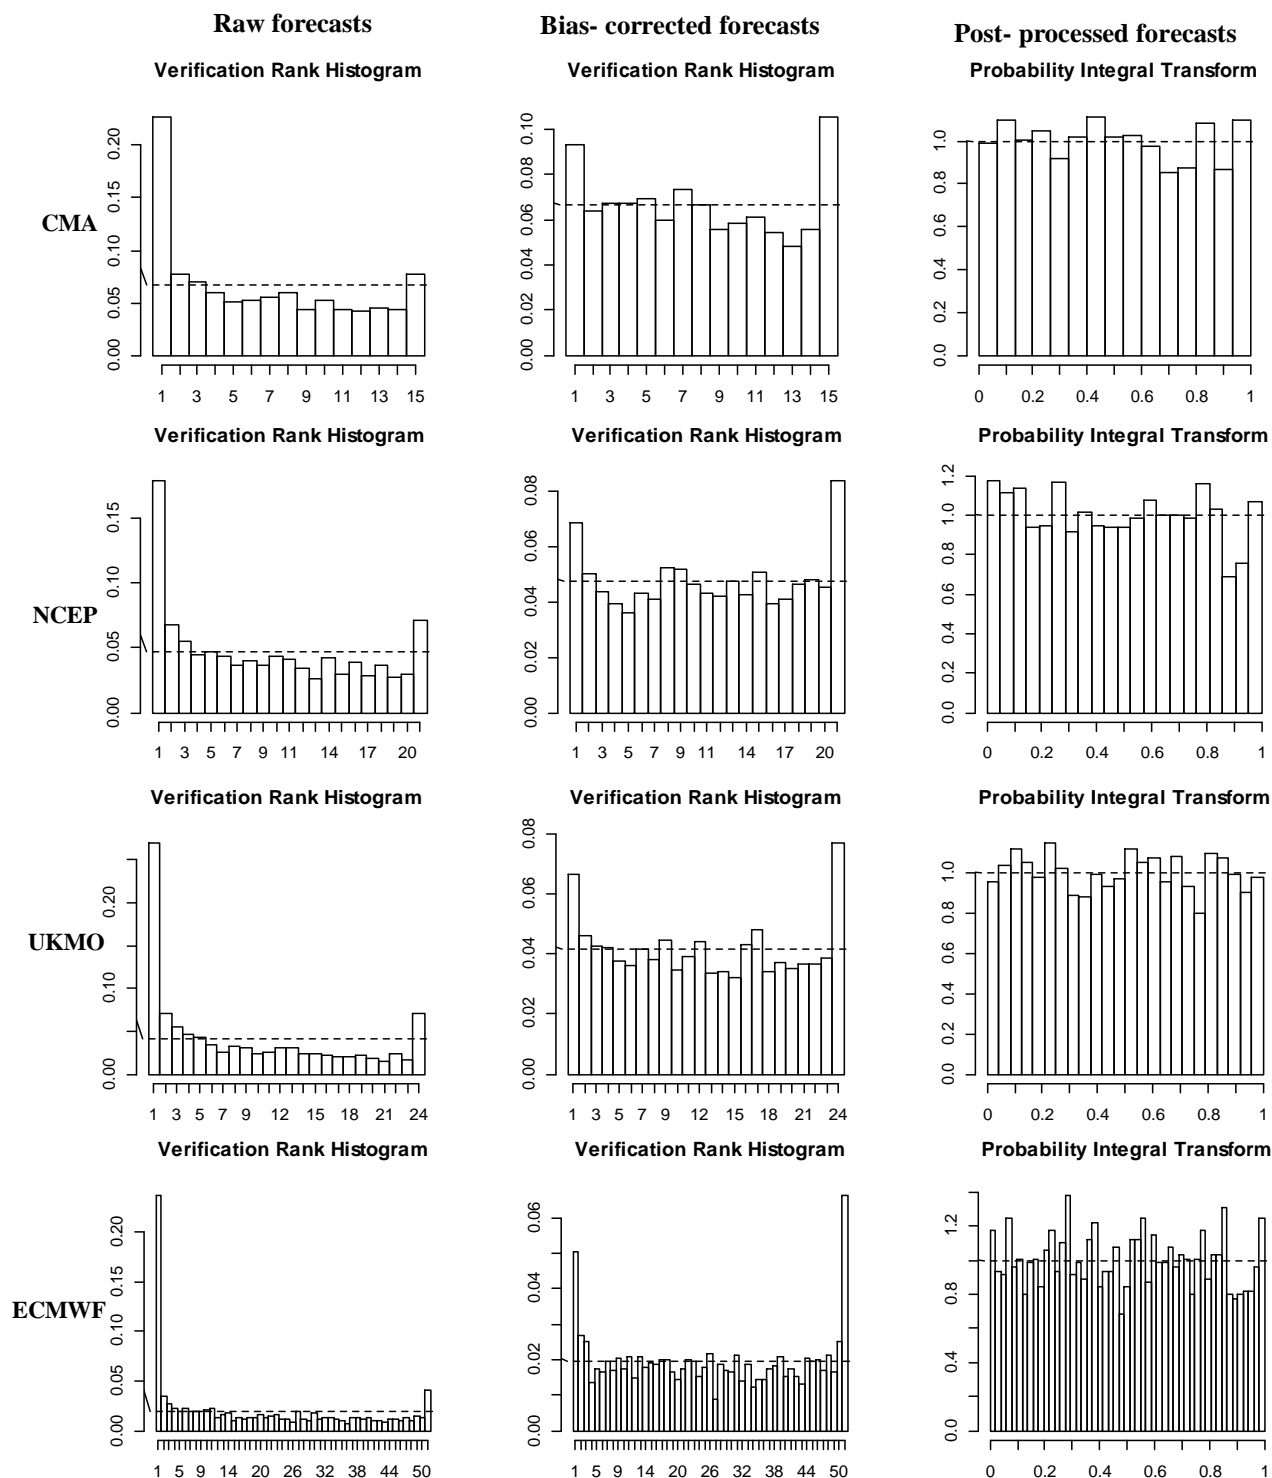 Raw forecasts
Bias- corrected forecasts
Post- processed forecasts
Verification Rank Histogram
Verification Rank Histogram
Probability Integral Transform
CMA
0.00 0.05 0.10 0.15 0.20
1 3 5 7 9 11 13 15
0.00 0.02 0.04 0.06 0.08 0.10
1 3 5 7 9 11 13 15
0.0 0.2 0.4 0.6 0.8 1.0
0 0.2 0.4 0.6 0.8 1
Verification Rank Histogram
Verification Rank Histogram
Probability Integral Transform
NCEP
0.00 0.05 0.10 0.15
1 3 5 7 9 11 14 17 20
0.00 0.02 0.04 0.06 0.08
1 3 5 7 9 11 14 17 20
0.0 0.2 0.4 0.6 0.8 1.0 1.2
0 0.2 0.4 0.6 0.8 1
Verification Rank Histogram
Verification Rank Histogram
Probability Integral Transform
UKMO
0.00 0.10 0.20
1 3 5 7 9 12 15 18 21 24
0.00 0.02 0.04 0.06 0.08
1 3 5 7 9 12 15 18 21 24
0.0 0.2 0.4 0.6 0.8 1.0
0 0.2 0.4 0.6 0.8 1
Verification Rank Histogram
Verification Rank Histogram
Probability Integral Transform
ECMWF
0.00 0.05 0.10 0.15 0.20
1 5 9 14 20 26 32 38 44 50
0.00 0.02 0.04 0.06
1 5 9 14 20 26 32 38 44 50
0.0 0.4 0.8 1.2
0 0.2 0.4 0.6 0.8 1